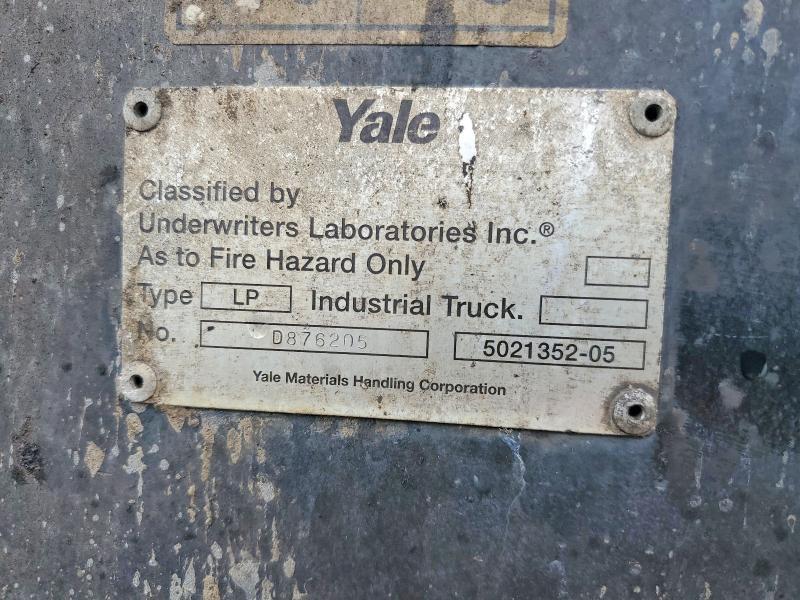 Yale
Classified by
Underwriters Laboratories Inc.®
As to Fire Hazard Only
Type LP Industrial Truck.
No. D876205 5021352-05
Yale Materials Handling Corporation